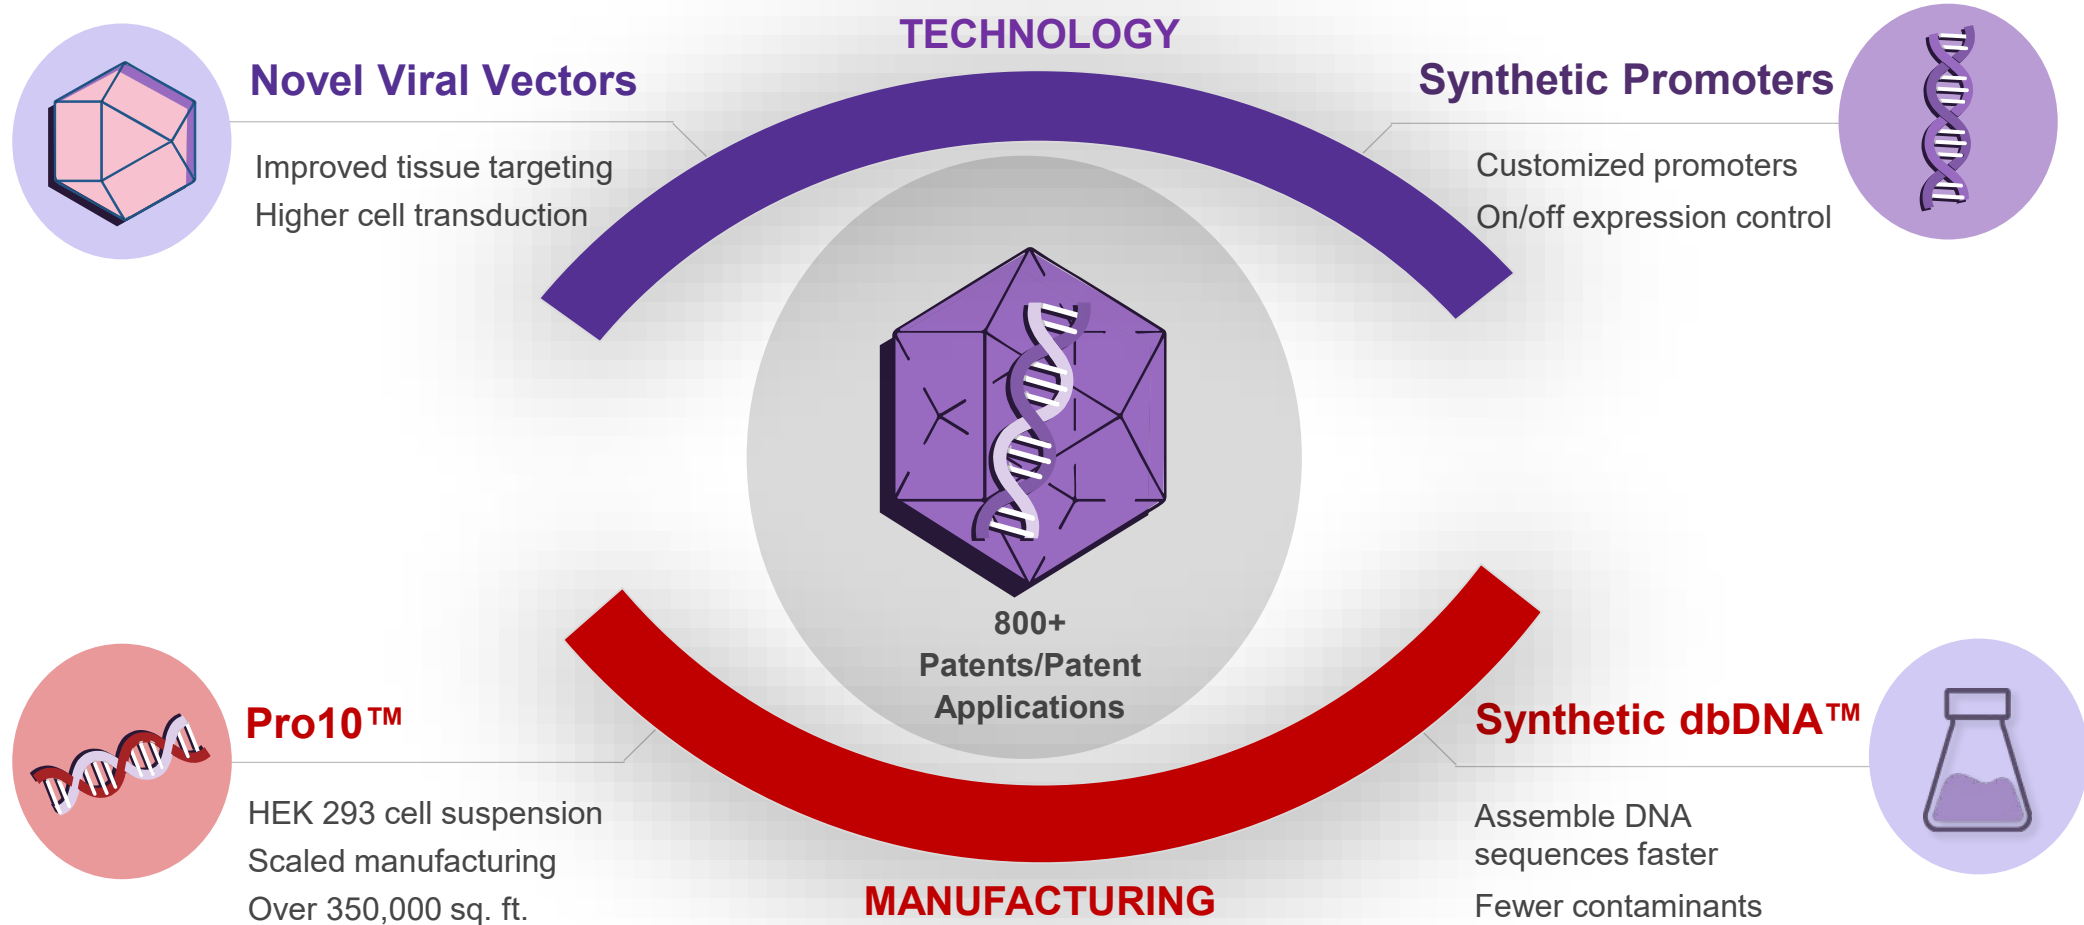 TECHNOLOGY
Novel Viral Vectors
Improved tissue targeting
Higher cell transduction
Synthetic Promoters
Customized promoters
On/off expression control
800+
Patents/Patent
Applications
Pro10™
HEK 293 cell suspension
Scaled manufacturing
Over 350,000 sq. ft.
Synthetic dbDNA™
Assemble DNA
sequences faster
Fewer contaminants
MANUFACTURING